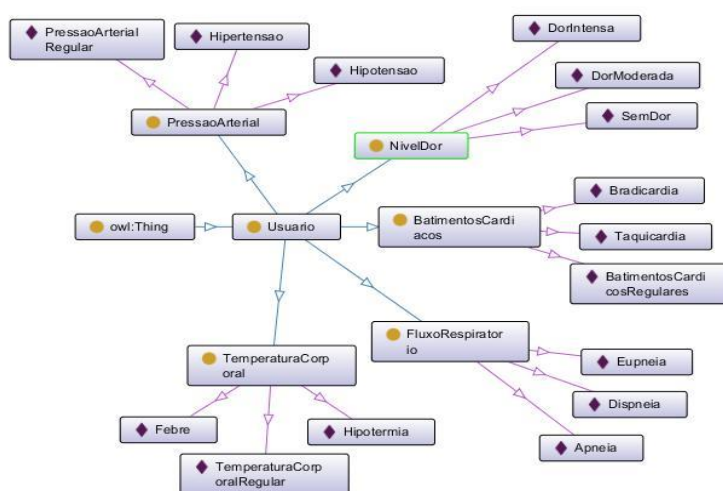 PressaoArterial
Regular
Hipertensao
Hipotensao
PressaoArterial
DorIntensa
DorModerada
SemDor
NivelDor
owl:Thing
Usuario
BatimentosCardi
acos
Bradicardia
Taquicardia
BatimentosCardi
cosRegulares
FluxoRespirator
io
Eupneia
Dispneia
Apneia
TemperaturaCorp
oral
Febre
Hipotermia
TemperaturaCorp
oralRegular